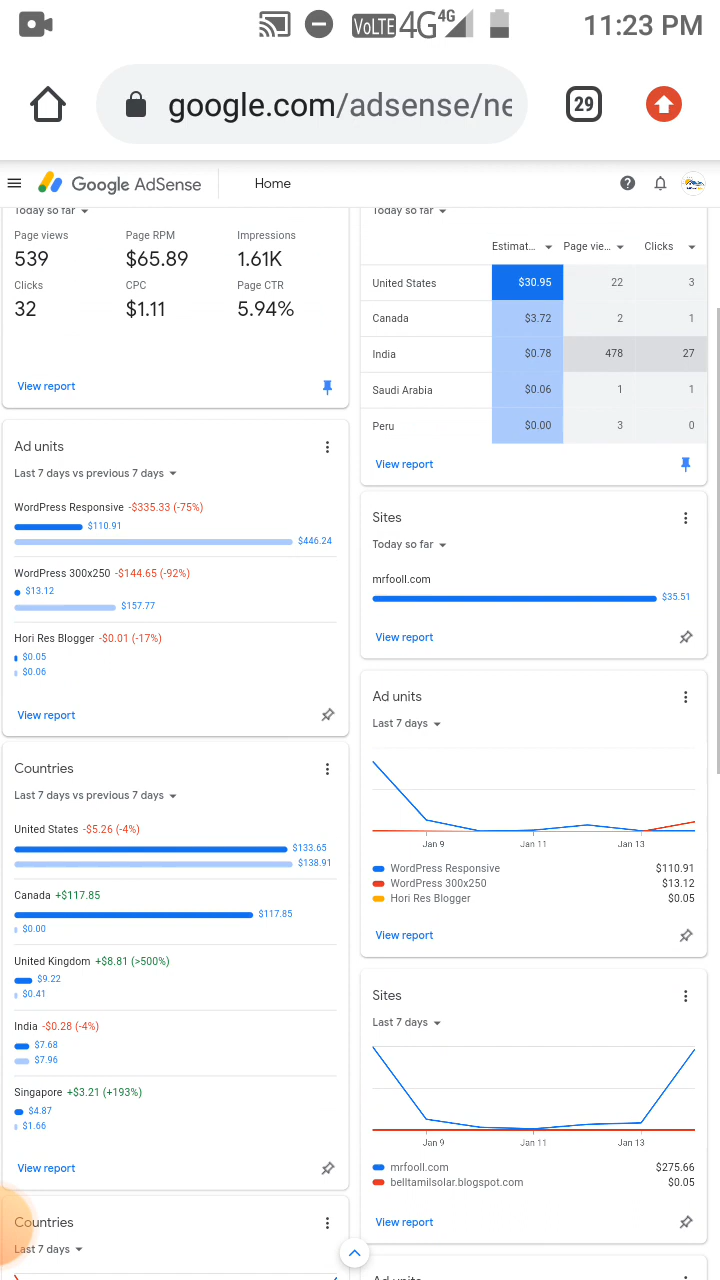 VoLTE 4G 4G 11:23 PM
google.com/adsense/ne
29
Google AdSense Home
Today so far
Page views Page RPM Impressions
539 $65.89 1.61K
Clicks CPC Page CTR
32 $1.11 5.94%
View report
Ad units
Last 7 days vs previous 7 days
WordPress Responsive -$335.33 (-75%)
$110.91
$446.24
WordPress 300x250 -$144.65 (-92%)
$13.12
$157.77
Hori Res Blogger -$0.01 (-17%)
$0.05
$0.06
View report
Countries
Last 7 days vs previous 7 days
United States -$5.26 (-4%)
$133.65
$138.91
Canada +$117.85
$117.85
$0.00
United Kingdom +$8.81 (>500%)
$9.22
$0.41
India -$0.28 (-4%)
$7.68
$7.96
Singapore +$3.21 (+193%)
$4.87
$1.66
View report
Countries
Last 7 days
Today so far
Estimat... Page vie... Clicks
United States $30.95 22 3
Canada $3.72 2 1
India $0.78 478 27
Saudi Arabia $0.06 1 1
Peru $0.00 3 0
View report
Sites
Today so far
mrfooll.com
$35.51
View report
Ad units
Last 7 days
Jan 9 Jan 11 Jan 13
WordPress Responsive $110.91
WordPress 300x250 $13.12
Hori Res Blogger $0.05
View report
Sites
Last 7 days
Jan 9 Jan 11 Jan 13
mrfooll.com $275.66
belltamilsolar.blogspot.com $0.05
View report